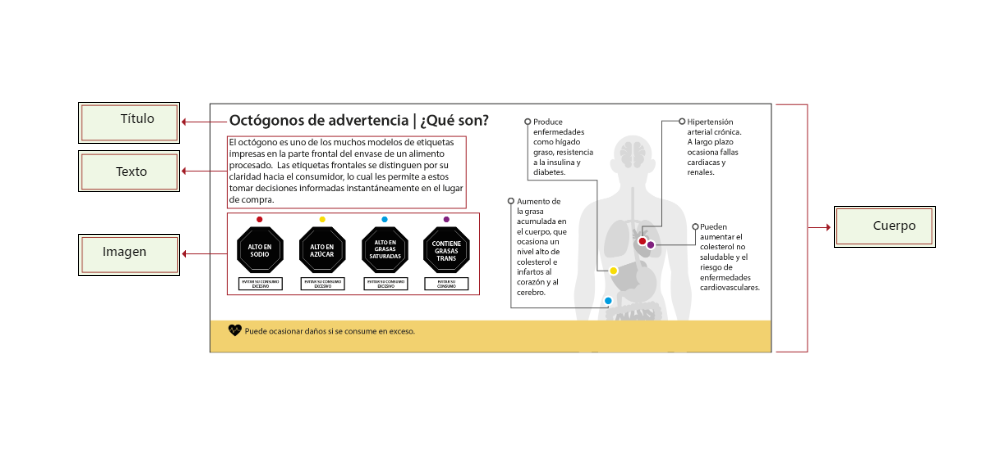 Título
Texto
Imagen
Octógonos de advertencia | ¿Qué son?
El octógono es uno de los muchos modelos de etiquetas
impresas en la parte frontal del envase de un alimento
procesado. Las etiquetas frontales se distinguen por su
claridad hacia el consumidor, lo cual les permite a estos
tomar decisiones informadas instantáneamente en el lugar
de compra.
ALTO EN
SODIO
EVITAR SU CONSUMO
EXCESIVO
ALTO EN
AZÚCAR
EVITAR SU CONSUMO
EXCESIVO
ALTO EN
GRASAS
SATURADAS
EVITAR SU CONSUMO
EXCESIVO
CONTIENE
GRASAS
TRANS
EVITAR SU
CONSUMO
Produce
enfermedades
como hígado
graso, resistencia
a la insulina y
diabetes.
Aumento de
la grasa
acumulada en
el cuerpo, que
ocasiona un
nivel alto de
colesterol e
infartos al
corazón y al
cerebro.
Hipertensión
arterial crónica.
A largo plazo
ocasiona fallas
cardiacas y
renales.
Pueden
aumentar el
colesterol no
saludable y el
riesgo de
enfermedades
cardiovasculares.
Puede ocasionar daños si se consume en exceso.
Cuerpo